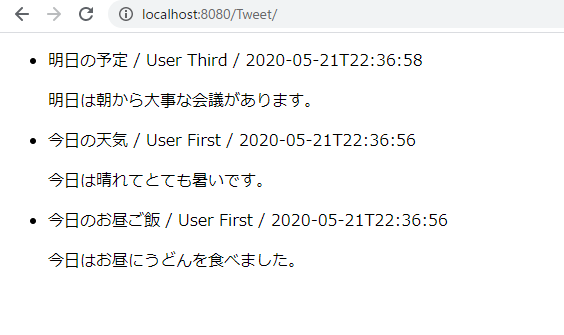 localhost:8080/Tweet/
明日の予定 / User Third / 2020-05-21T22:36:58
明日は朝から大事な会議があります。
今日の天気 / User First / 2020-05-21T22:36:56
今日は晴れてとても暑いです。
今日のお昼ご飯 / User First / 2020-05-21T22:36:56
今日はお昼にうどんを食べました。